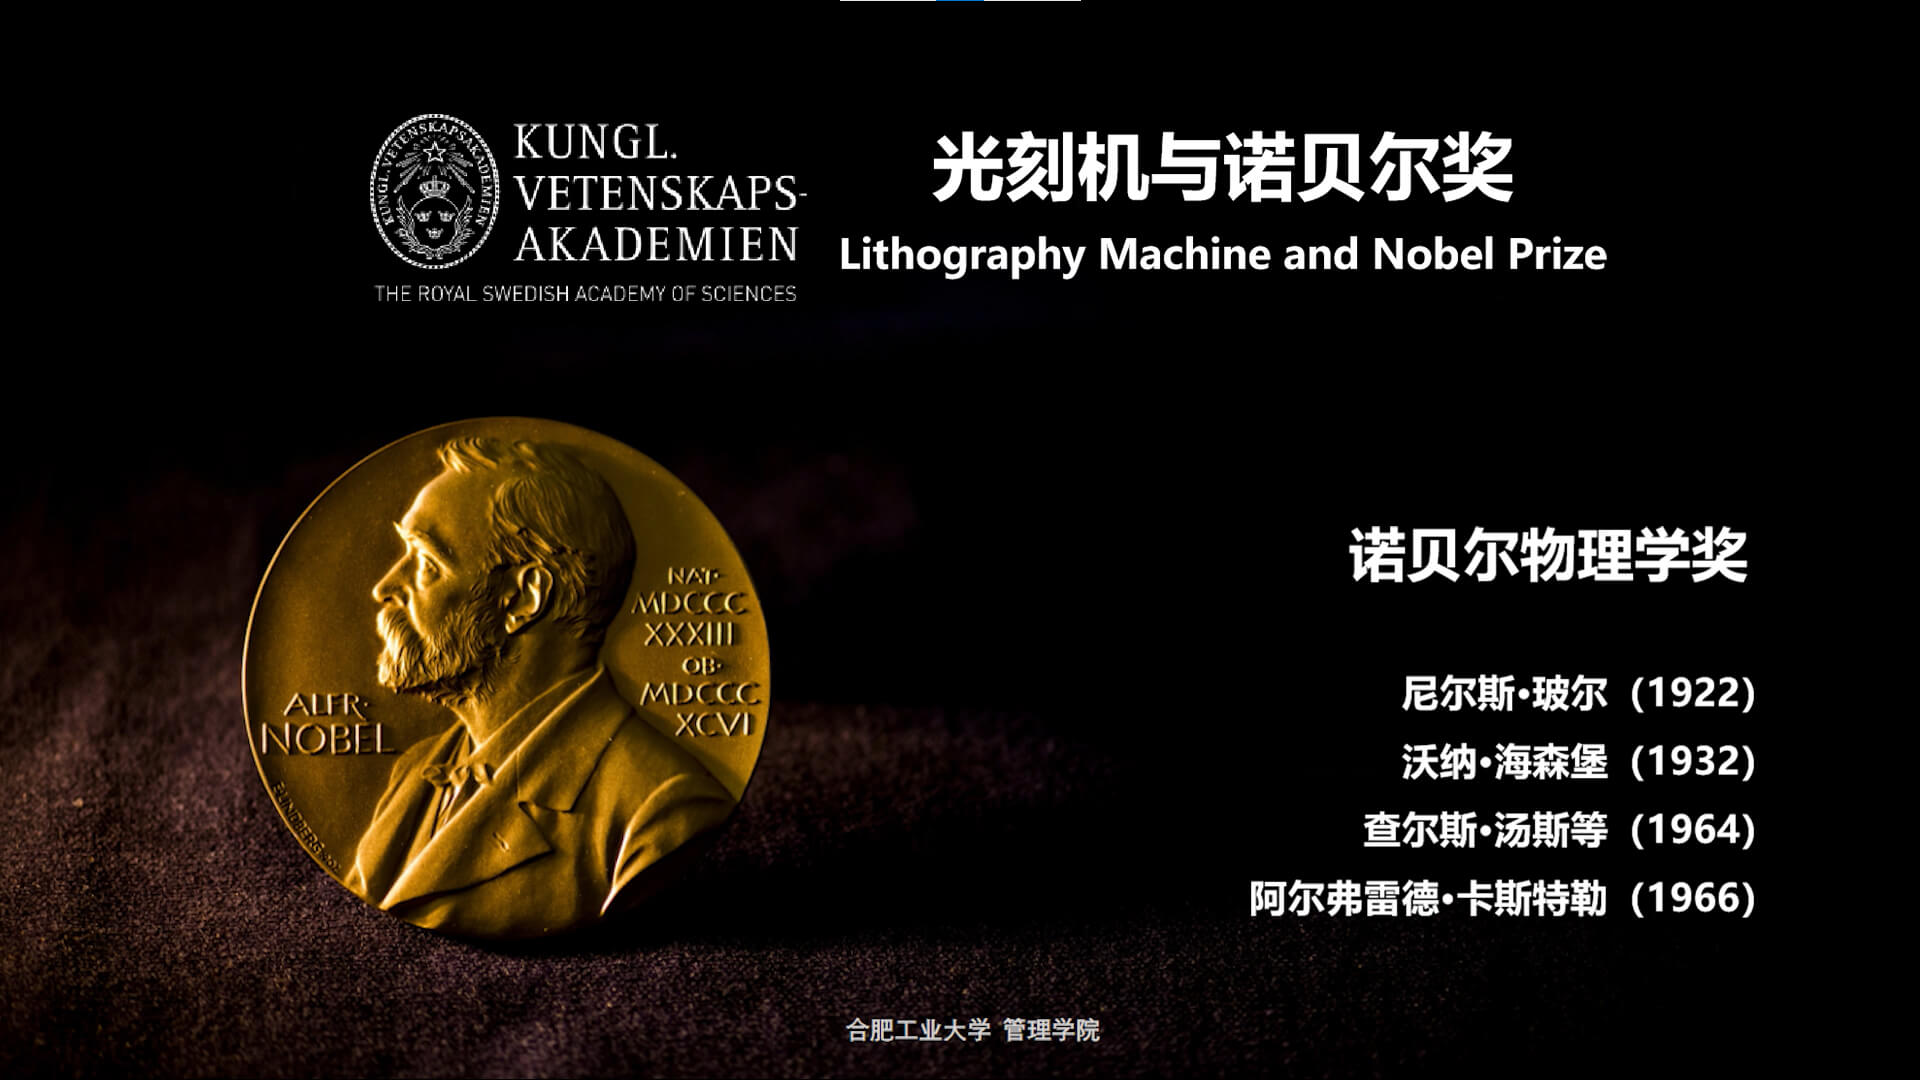 KUNGL. VETENSKAPSAKADEMIEN
KUNGL.
VETENSKAPS-
AKADEMIEN
THE ROYAL SWEDISH ACADEMY OF SCIENCES
光刻机与诺贝尔奖
Lithography Machine and Nobel Prize
ALFR·
NOBEL
NAT·
MDCCC
XXXIII
OB·
MDCCC
XCVI
诺贝尔物理学奖
尼尔斯•玻尔（1922）
沃纳•海森堡（1932）
查尔斯•汤斯等（1964）
阿尔弗雷德•卡斯特勒（1966）
合肥工业大学 管理学院